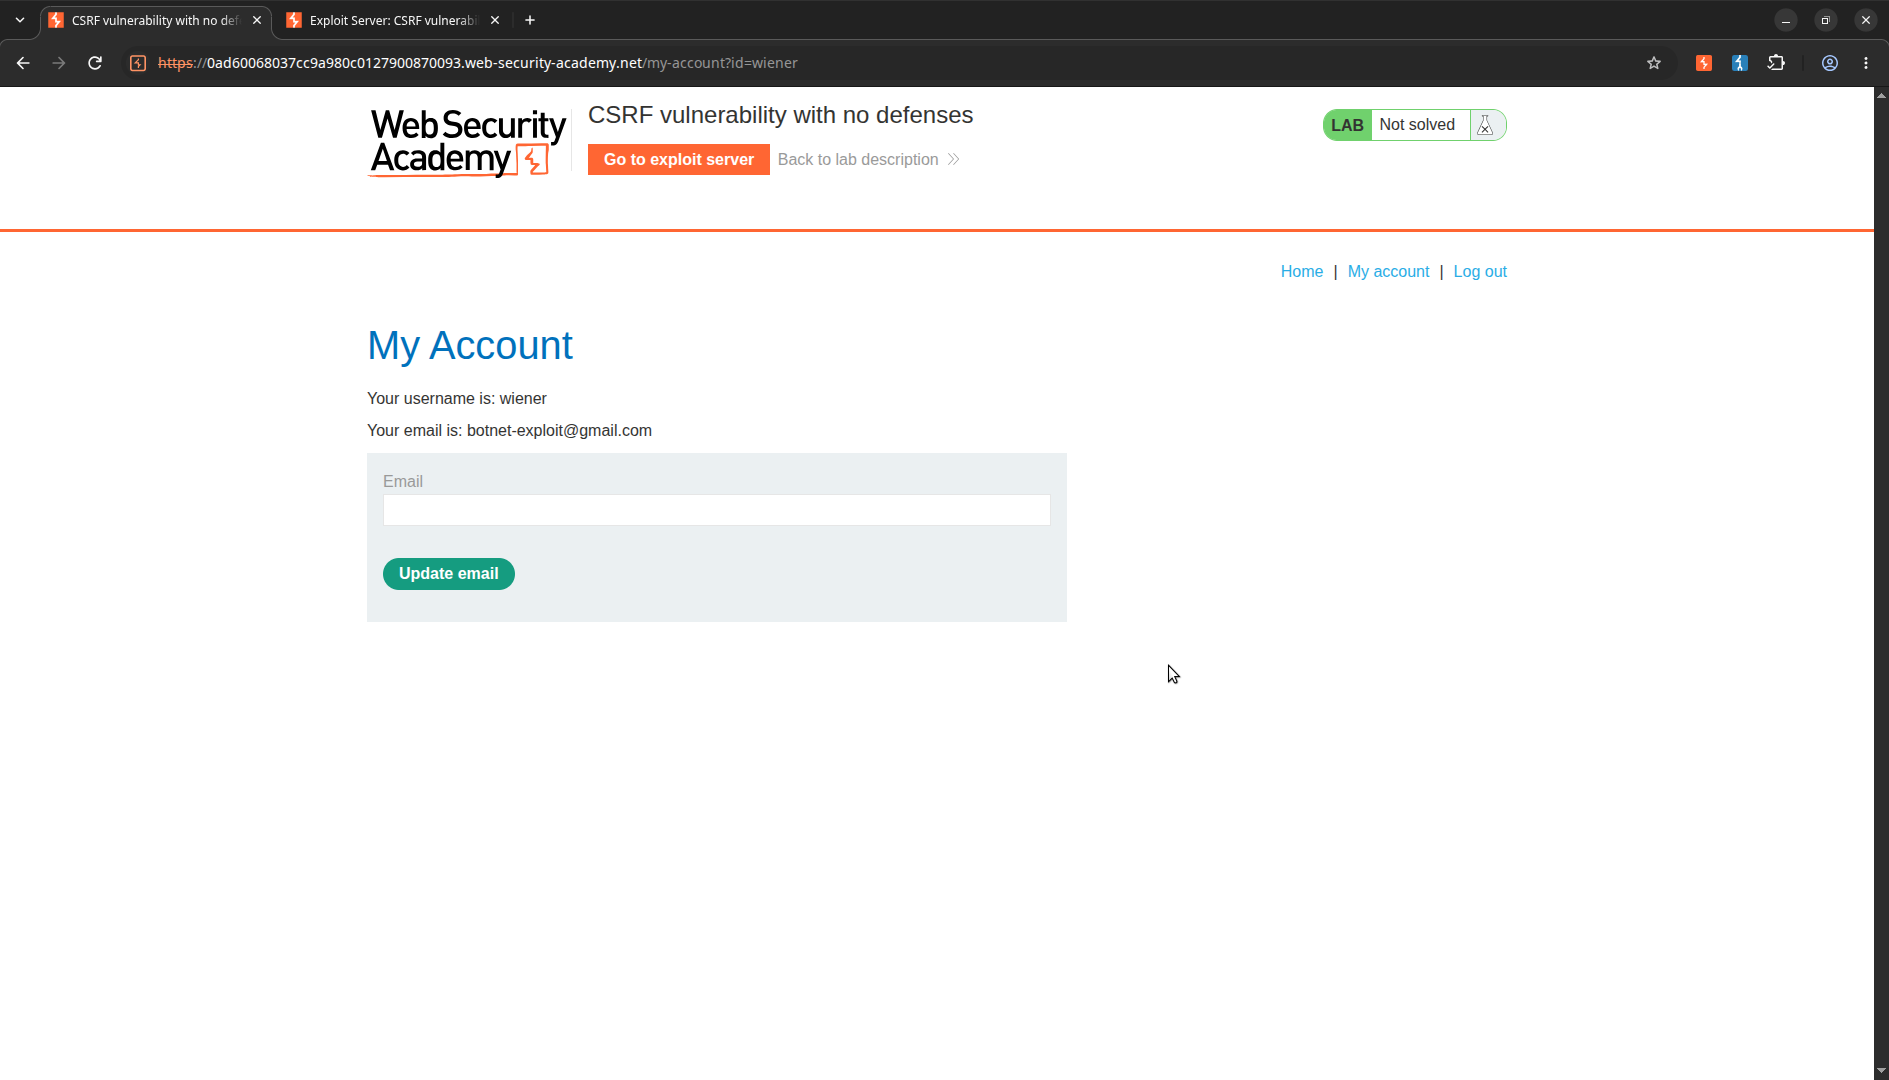 CSRF vulnerability with no def
Exploit Server: CSRF vulnerabi
https://0ad60068037cc9a980c0127900870093.web-security-academy.net/my-account?id=wiener
Web Security
Academy
CSRF vulnerability with no defenses
Go to exploit server
Back to lab description
LAB
Not solved
Home | My account | Log out
My Account
Your username is: wiener
Your email is: botnet-exploit@gmail.com
Email
Update email